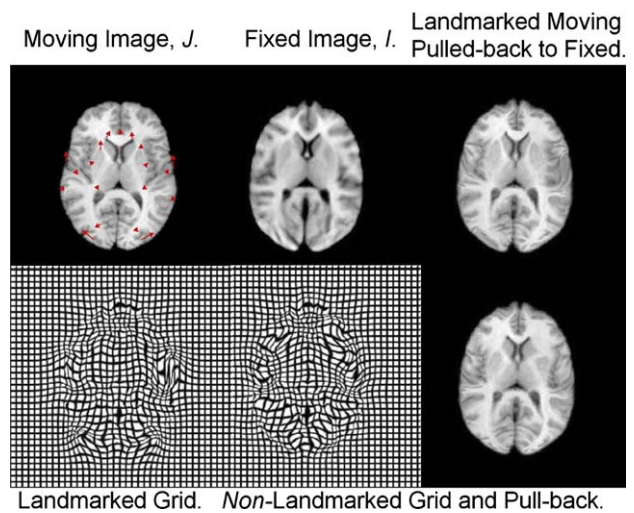 Moving Image, J.
Fixed Image, I.
Landmarked Moving
Pulled-back to Fixed.
Landmarked Grid.
Non-Landmarked Grid and Pull-back.